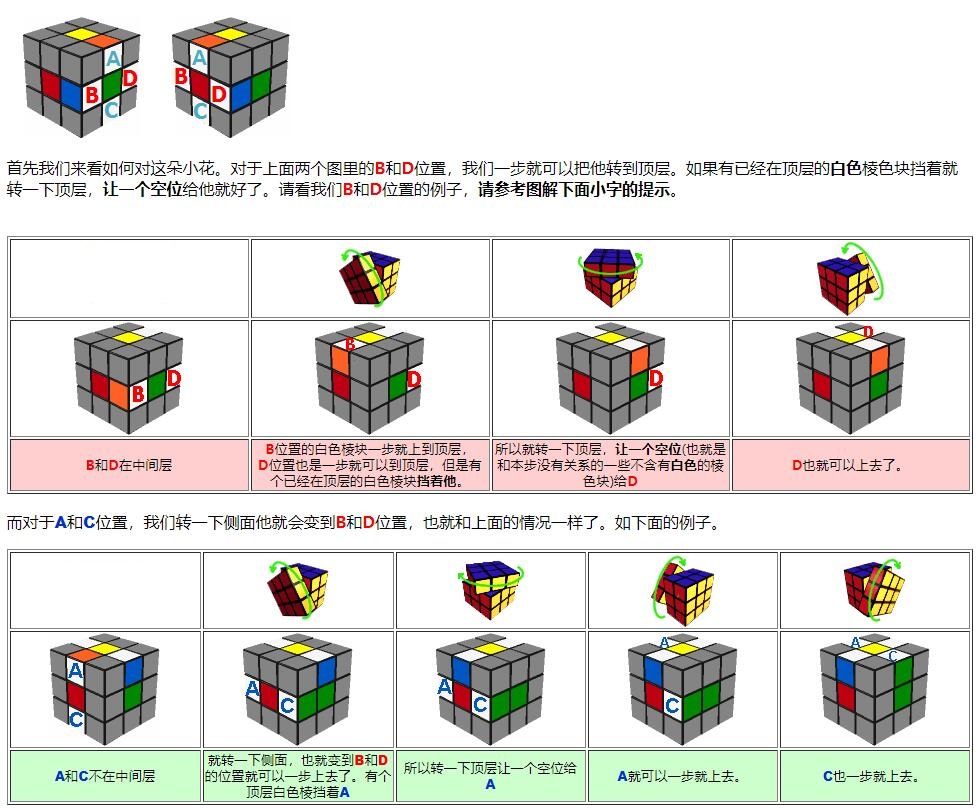 A
B
D
C
A
B
D
C
首先我们来看如何对这朵小花。对于上面两个图里的B和D位置，我们一步就可以把他转到顶层。如果有已经在顶层的白色棱色块挡着就
转一下顶层，让一个空位给他就好了。请看我们B和D位置的例子，请参考图解下面小字的提示。
B
D
B
D
D
D
B和D在中间层
B位置的白色棱块一步就上到顶层，
D位置也是一步就可以到顶层，但是有
个已经在顶层的白色棱块挡着他。
所以就转一下顶层，让一个空位(也就是
和本步没有关系的一些不含有白色的棱
色块)给D
D也就可以上去了。
而对于A和C位置，我们转一下侧面他就会变到B和D位置，也就和上面的情况一样了。如下面的例子。
A
C
A
C
A
C
A
C
A
C
A和C不在中间层
就转一下侧面，也就变到B和D
的位置就可以一步上去了。有个
顶层白色棱挡着A
所以转一下顶层让一个空位给
A
A就可以一步就上去。
C也一步就上去。